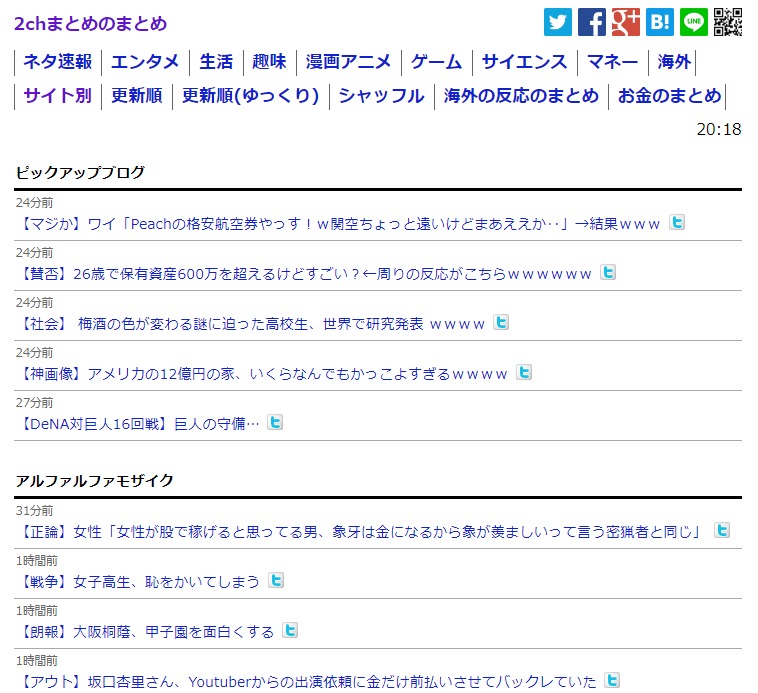 2chまとめのまとめ
B!
LINE
ネタ速報 エンタメ 生活 趣味 漫画アニメ ゲーム サイエンス マネー 海外
サイト別 更新順 更新順(ゆっくり) シャッフル 海外の反応のまとめ お金のまとめ
20:18
ピックアップブログ
24分前
【マジか】ワイ「Peachの格安航空券やっす！ｗ関空ちょっと遠いけどまあええか‥」→結果ｗｗｗ
24分前
【賛否】26歳で保有資産600万を超えるけどすごい？←周りの反応がこちらｗｗｗｗｗｗ
24分前
【社会】 梅酒の色が変わる謎に迫った高校生、世界で研究発表 ｗｗｗｗ
24分前
【神画像】アメリカの12億円の家、いくらなんでもかっこよすぎるｗｗｗｗ
27分前
【DeNA対巨人16回戦】巨人の守備…
アルファルファモザイク
31分前
【正論】女性「女性が股で稼げると思ってる男、象牙は金になるから象が羨ましいって言う密猟者と同じ」
1時間前
【戦争】女子高生、恥をかいてしまう
1時間前
【朗報】大阪桐蔭、甲子園を面白くする
1時間前
【アウト】坂口杏里さん、Youtuberからの出演依頼に金だけ前払いさせてバックレていた